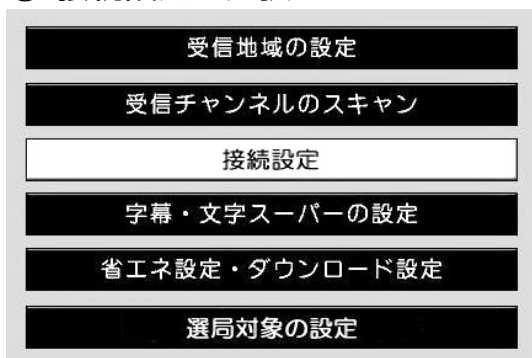 受信地域の設定
受信チャンネルのスキャン
接続設定
字幕・文字スーパーの設定
省エネ設定・ダウンロード設定
選局対象の設定